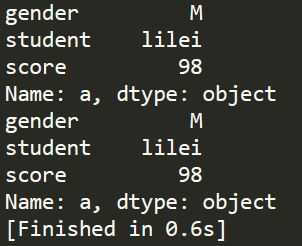 gender          M
student     lilei
score          98
Name: a, dtype: object
gender          M
student     lilei
score          98
Name: a, dtype: object
[Finished in 0.6s]